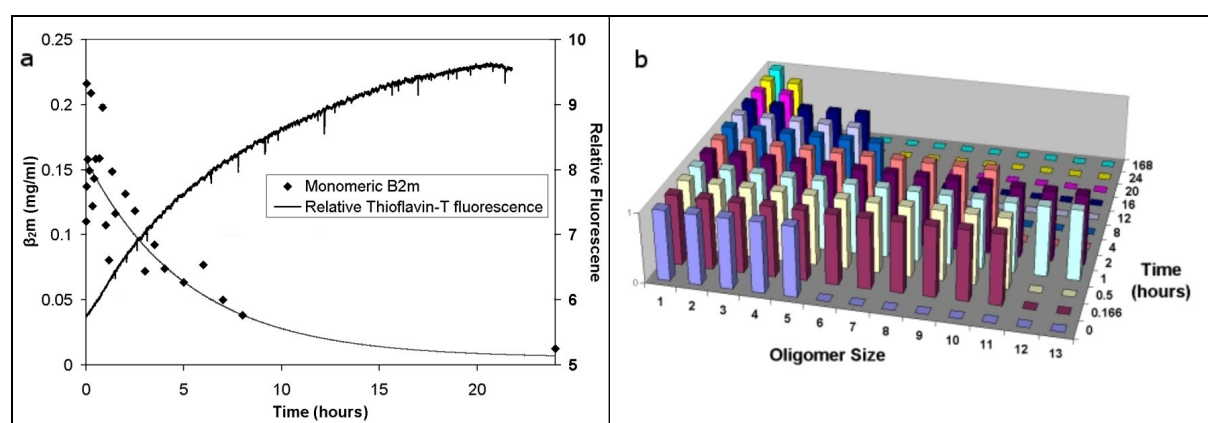 a
0.25
0.2
0.15
0.1
0.05
0
β₂m (mg/ml)
10
9
8
7
6
5
Relative Fluorescene
Monomeric B2m
Relative Thioflavin-T fluorescence
0 5 10 15 20
Time (hours)
b
1
0
1 2 3 4 5 6 7 8 9 10 11 12 13
Oligomer Size
168
24
20
16
12
8
4
2
1
0.5
0.166
0
Time
(hours)